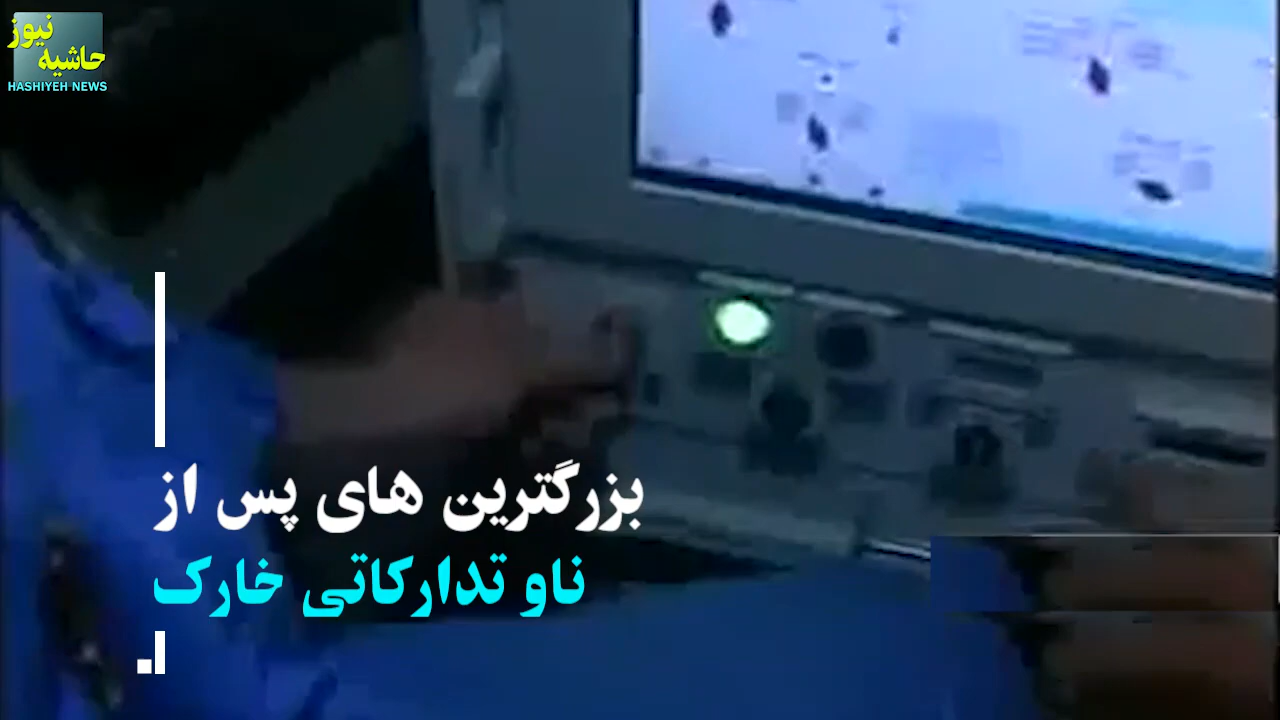 نیوز
حاشیه
HASHIYEH NEWS
بزرگترین های پس از
ناو تدارکاتی خارک